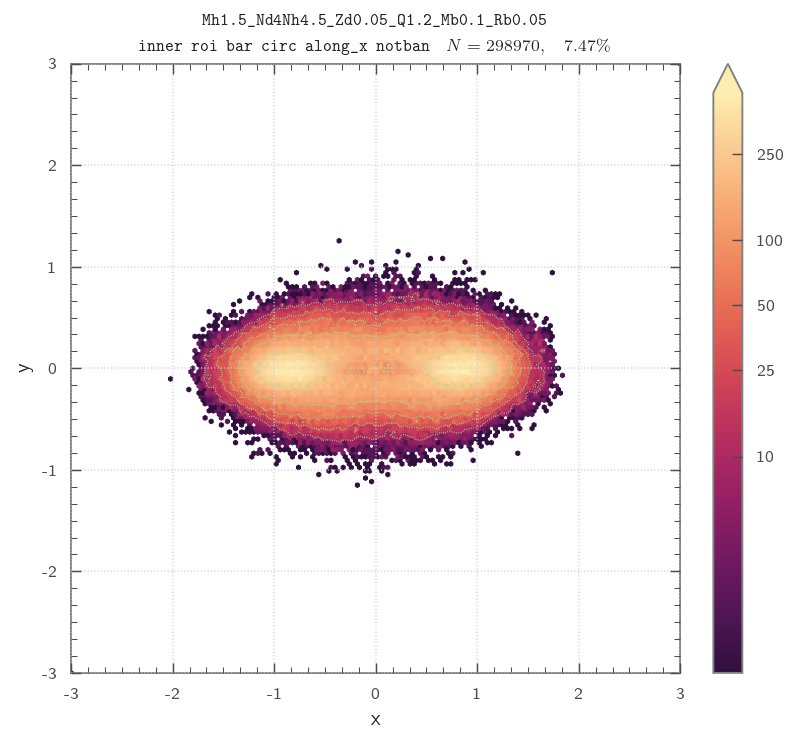 Mh1.5_Nd4Nh4.5_Zd0.05_Q1.2_Mb0.1_Rb0.05
inner roi bar circ along_x notban N = 298970, 7.47%
3
2
1
0
-1
-2
-3
y
-3 -2 -1 0 1 2 3
x
250
100
50
25
10